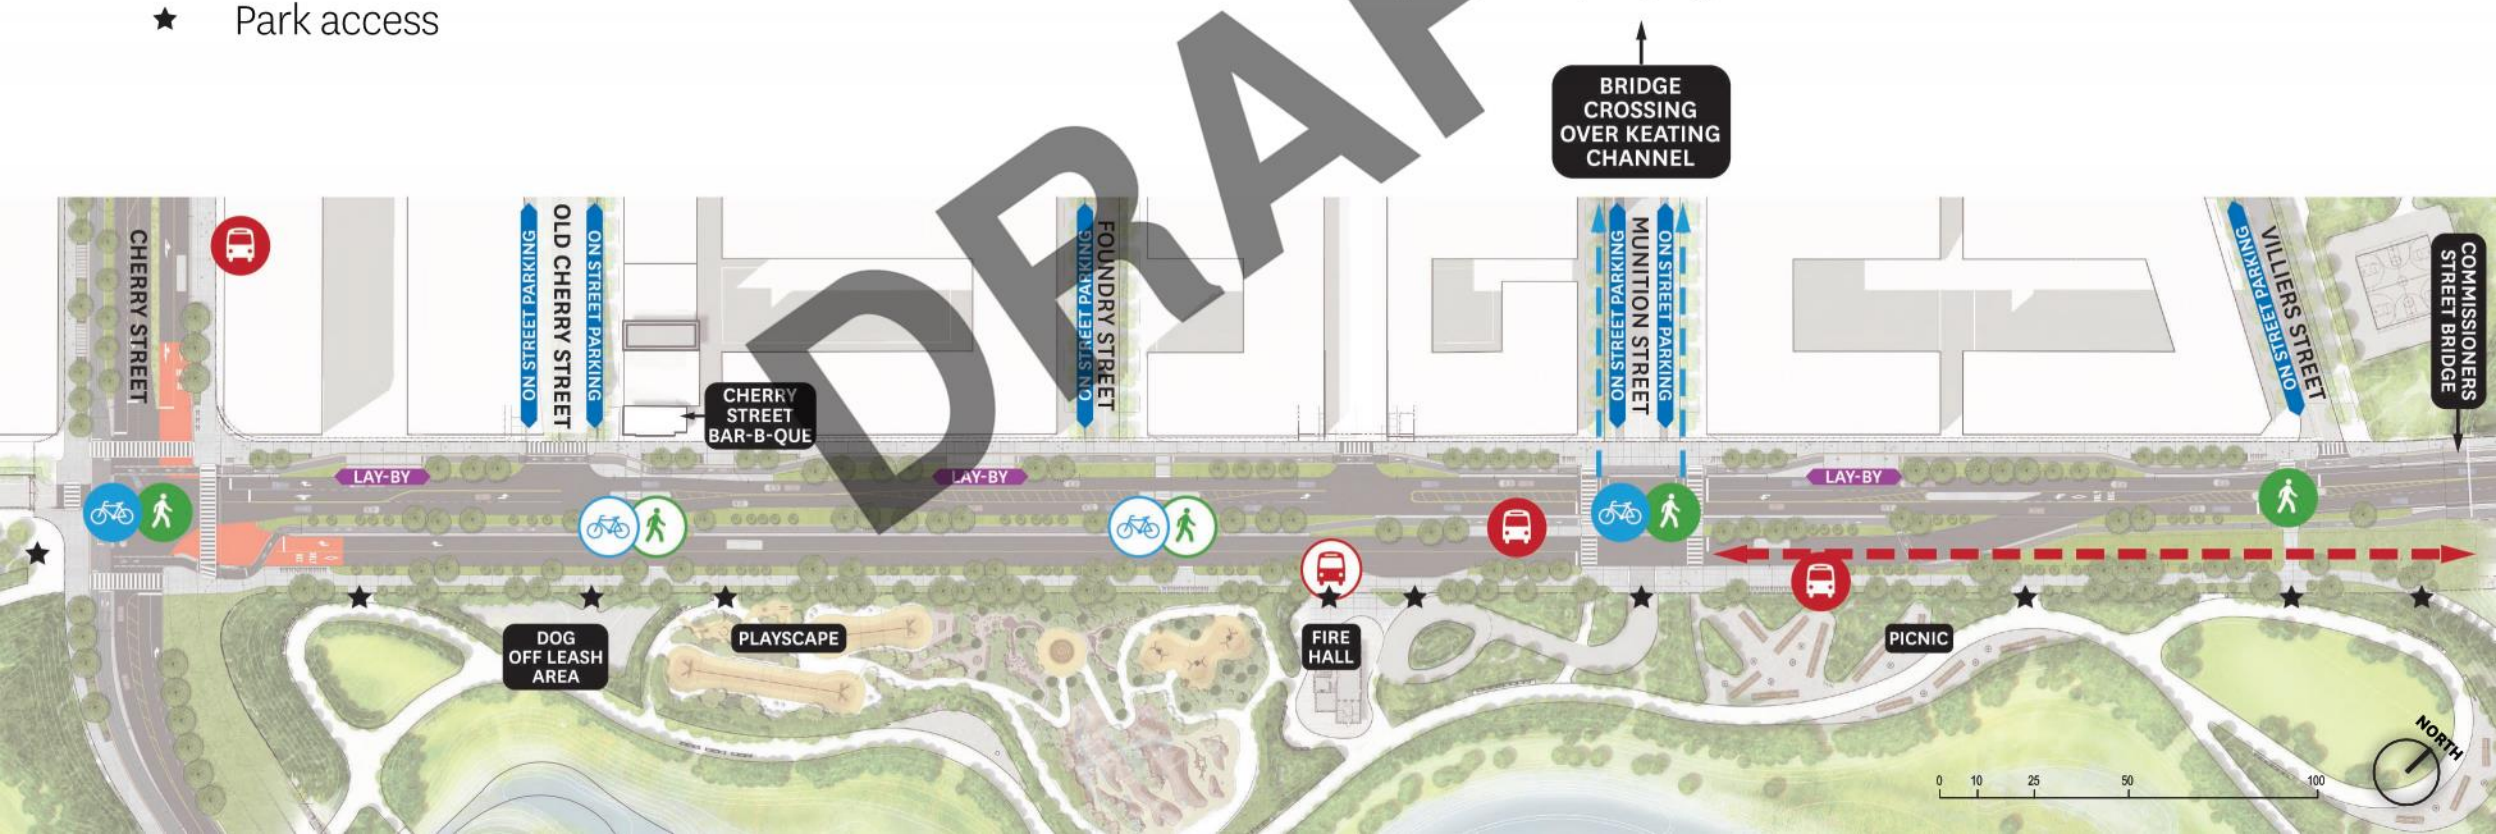 Park access
DRAF
BRIDGE
CROSSING
OVER KEATING
CHANNEL
CHERRY STREET
ON STREET PARKING
OLD CHERRY STREET
ON STREET PARKING
CHERRY
STREET
BAR-B-QUE
ON STREET PARKING
FOUNDRY STREET
ON STREET PARKING
MUNITION STREET
ON STREET PARKING
ON STREET PARKING
VILLIERS STREET
COMMISSIONERS
STREET BRIDGE
LAY-BY
LAY-BY
LAY-BY
DOG
OFF LEASH
AREA
PLAYSCAPE
FIRE
HALL
PICNIC
NORTH
0 10 25 50 100